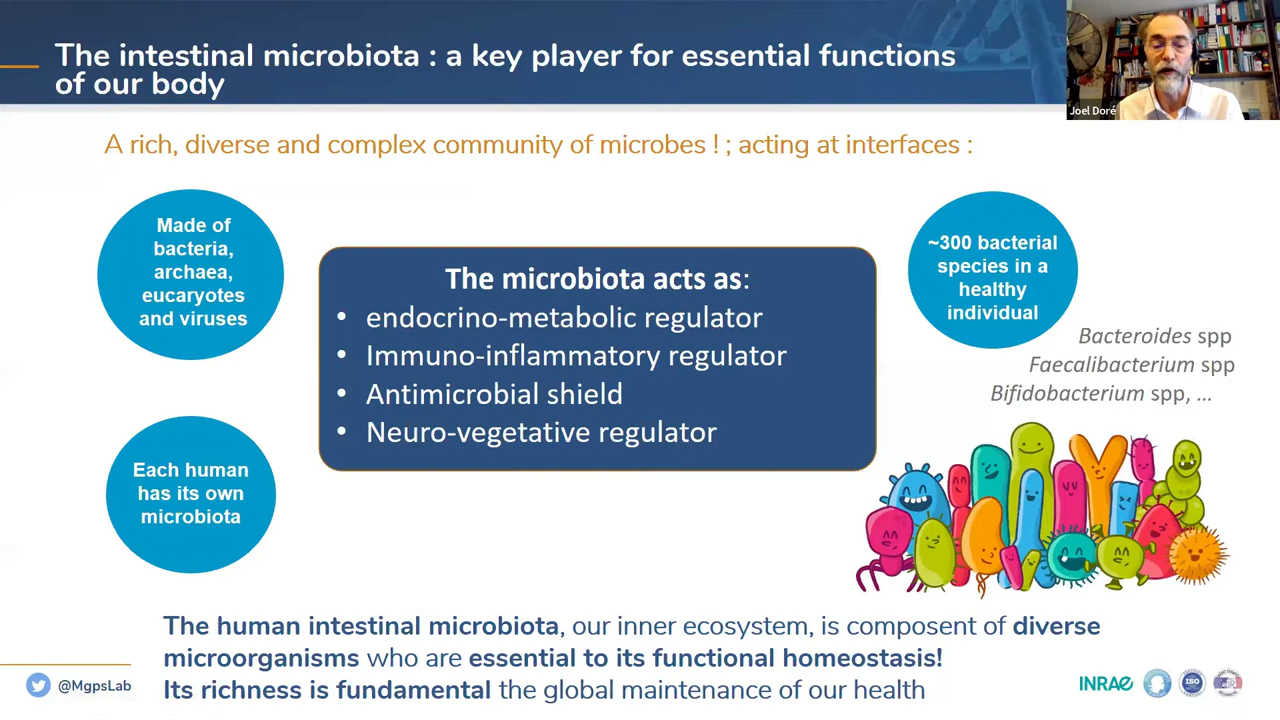 The intestinal microbiota : a key player for essential functions
of our body
Joel Doré
A rich, diverse and complex community of microbes ! ; acting at interfaces :
Made of
bacteria,
archaea,
eucaryotes
and viruses
The microbiota acts as:
• endocrino-metabolic regulator
• Immuno-inflammatory regulator
• Antimicrobial shield
• Neuro-vegetative regulator
~300 bacterial
species in a
healthy
individual
Bacteroides spp
Faecalibacterium spp
Bifidobacterium spp, ...
Each human
has its own
microbiota
The human intestinal microbiota, our inner ecosystem, is component of diverse
microorganisms who are essential to its functional homeostasis!
Its richness is fundamental the global maintenance of our health
@MgpsLab
INRAE
ISO